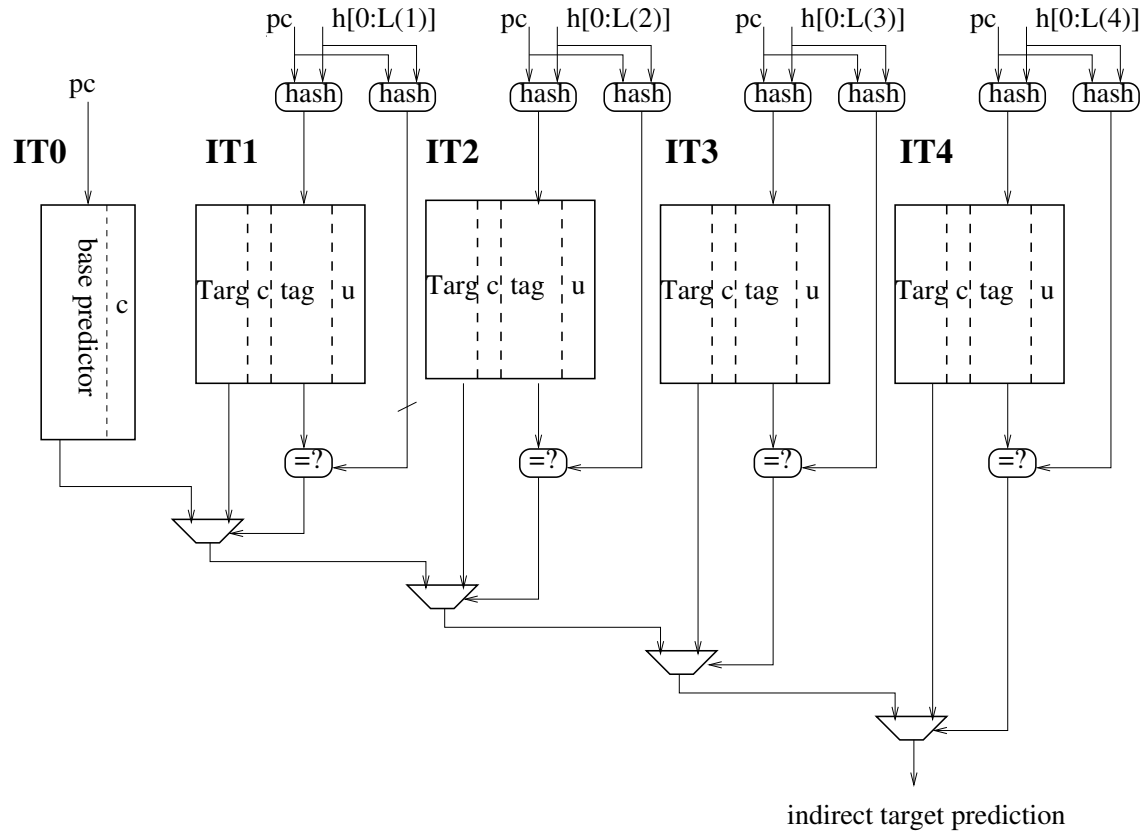 pc h[0:L(1)] pc h[0:L(2)] pc h[0:L(3)] pc h[0:L(4)]
pc hash hash hash hash hash hash hash hash
IT0 IT1 IT2 IT3 IT4
base predictor c Targ c tag u Targ c tag u Targ c tag u Targ c tag u
=? =? =? =?
indirect target prediction